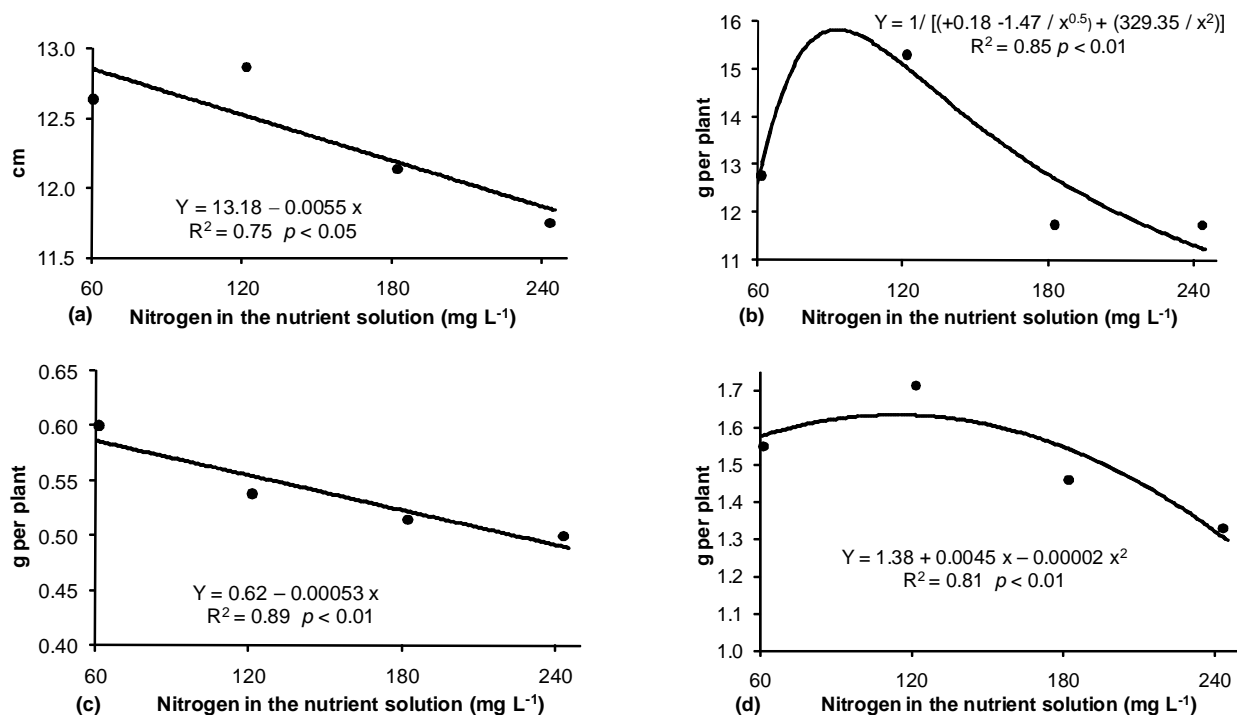 13.0
12.5
12.0
11.5
cm
Y = 13.18 – 0.0055 x
R² = 0.75 p < 0.05
60 120 180 240
(a) Nitrogen in the nutrient solution (mg L⁻¹)
16
15
14
13
12
11
g per plant
Y = 1/ [(+0.18 -1.47 / x⁰·⁵) + (329.35 / x²)]
R² = 0.85 p < 0.01
60 120 180 240
(b) Nitrogen in the nutrient solution (mg L⁻¹)
0.65
0.60
0.55
0.50
0.45
0.40
g per plant
Y = 0.62 – 0.00053 x
R² = 0.89 p < 0.01
60 120 180 240
(c) Nitrogen in the nutrient solution (mg L⁻¹)
1.7
1.6
1.5
1.4
1.3
1.2
1.1
1.0
g per plant
Y = 1.38 + 0.0045 x – 0.00002 x²
R² = 0.81 p < 0.01
60 120 180 240
(d) Nitrogen in the nutrient solution (mg L⁻¹)